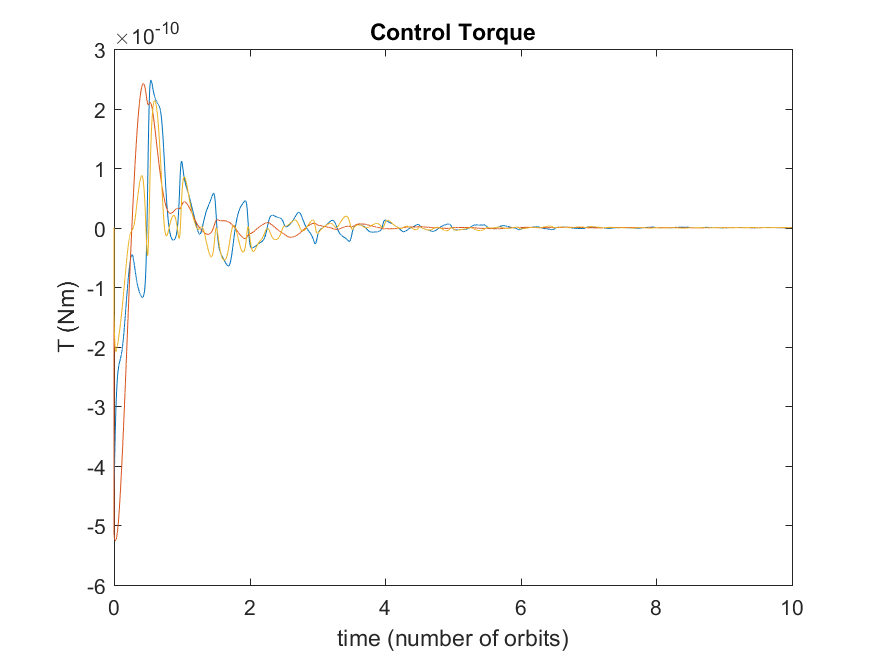 Control Torque
×10-10
3
2
1
0
-1
-2
-3
-4
-5
-6
T (Nm)
0 2 4 6 8 10
time (number of orbits)